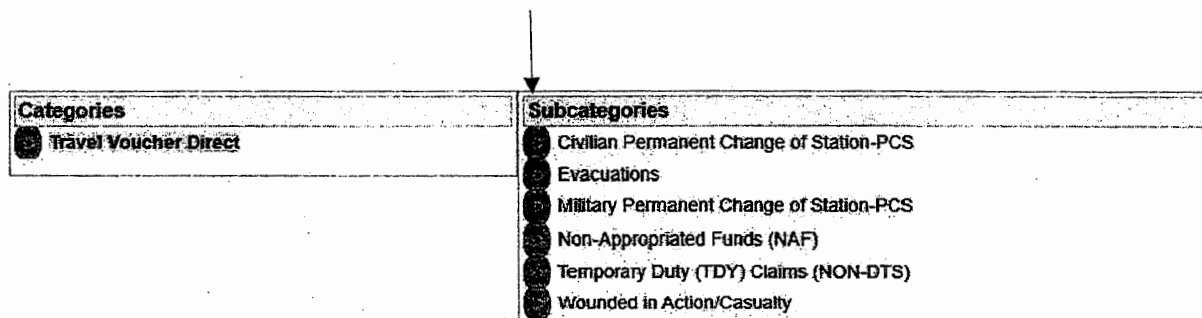 Categories
Travel Voucher Direct
Subcategories
Civilian Permanent Change of Station-PCS
Evacuations
Military Permanent Change of Station-PCS
Non-Appropriated Funds (NAF)
Temporary Duty (TDY) Claims (NON-DTS)
Wounded in Action/Casualty